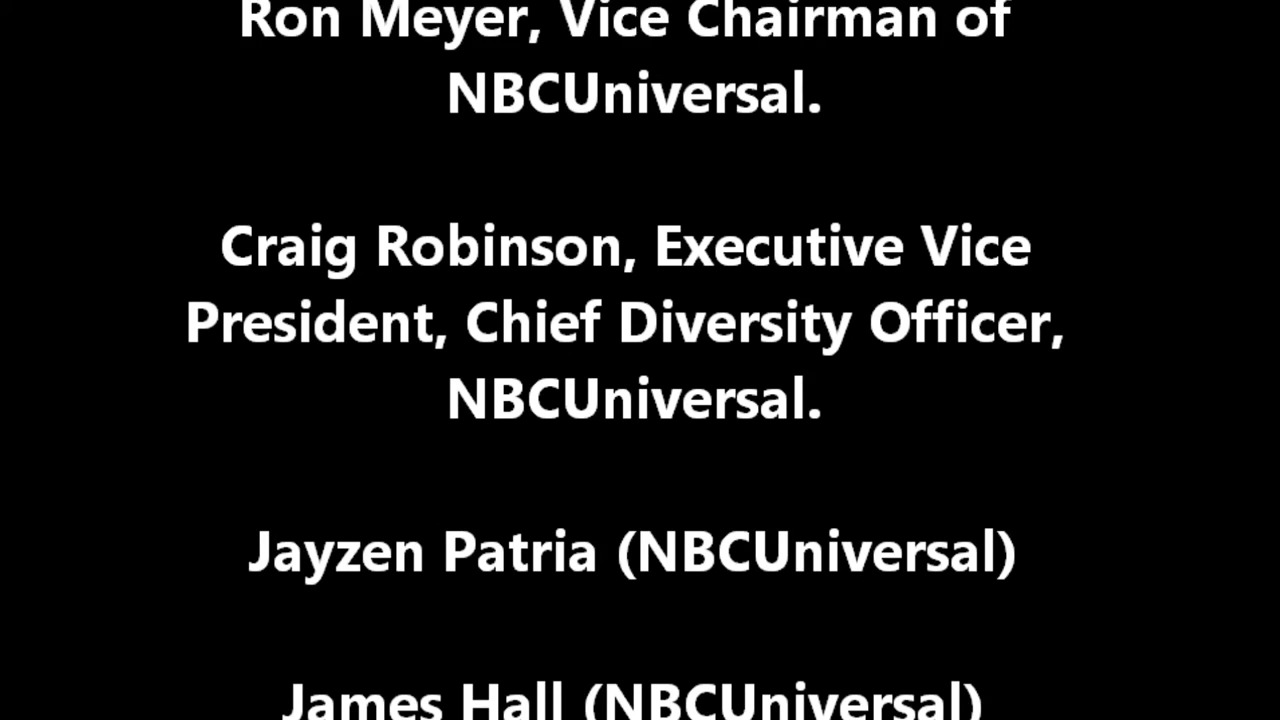 Ron Meyer, Vice Chairman of
NBCUniversal.
Craig Robinson, Executive Vice
President, Chief Diversity Officer,
NBCUniversal.
Jayzen Patria (NBCUniversal)
James Hall (NBCUniversal)